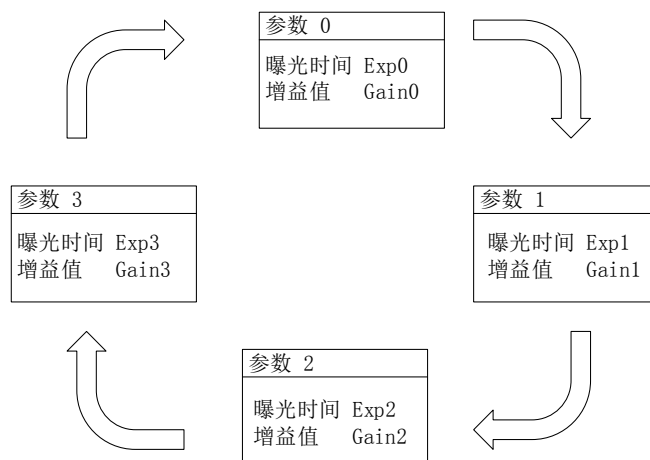 参数 0
曝光时间 Exp0
增益值 Gain0
参数 3
曝光时间 Exp3
增益值 Gain3
参数 1
曝光时间 Exp1
增益值 Gain1
参数 2
曝光时间 Exp2
增益值 Gain2